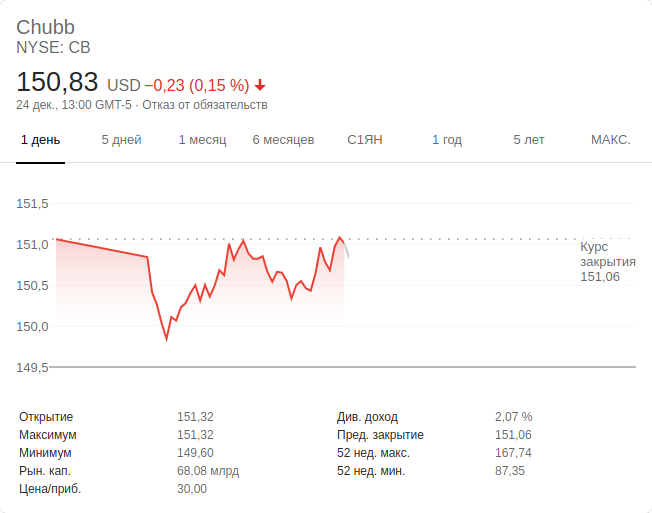 Chubb
NYSE: CB
150,83 USD −0,23 (0,15 %)
24 дек., 13:00 GMT-5 · Отказ от обязательств
1 день 5 дней 1 месяц 6 месяцев С1ЯН 1 год 5 лет МАКС.
151,5
151,0
150,5
150,0
149,5
Курс
закрытия
151,06
Открытие 151,32 Див. доход 2,07 %
Максимум 151,32 Пред. закрытие 151,06
Минимум 149,60 52 нед. макс. 167,74
Рын. кап. 68,08 млрд 52 нед. мин. 87,35
Цена/приб. 30,00